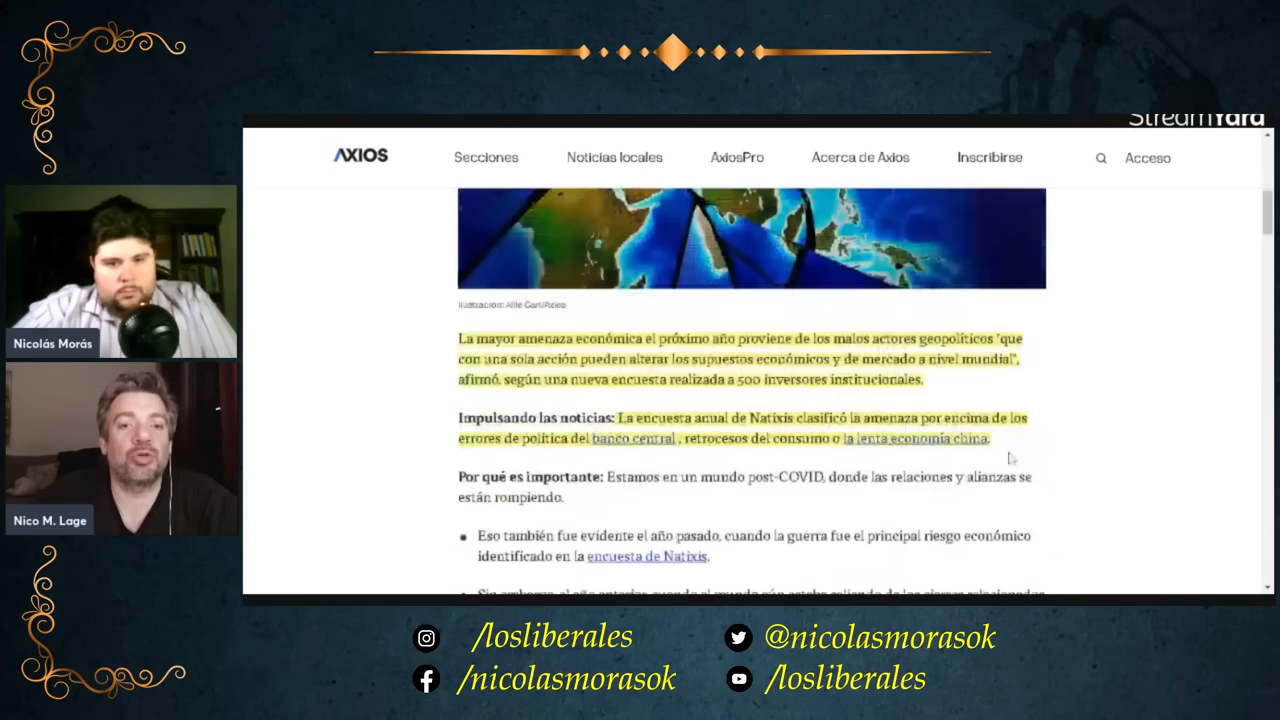 StreamYard
AXIOS
Secciones
Noticias locales
AxiosPro
Acerca de Axios
Inscribirse
Acceso
Ilustración: Allie Carl/Axios
La mayor amenaza económica el próximo año proviene de los malos actores geopolíticos "que
con una sola acción pueden alterar los supuestos económicos y de mercado a nivel mundial",
afirmó. según una nueva encuesta realizada a 500 inversores institucionales.
Impulsando las noticias: La encuesta anual de Natixis clasificó la amenaza por encima de los
errores de política del banco central , retrocesos del consumo o la lenta economía china.
Por qué es importante: Estamos en un mundo post-COVID, donde las relaciones y alianzas se
están rompiendo.
Eso también fue evidente el año pasado, cuando la guerra fue el principal riesgo económico
identificado en la encuesta de Natixis.
Nicolás Morás
Nico M. Lage
/losliberales
@nicolasmorasok
/nicolasmorasok
/losliberales